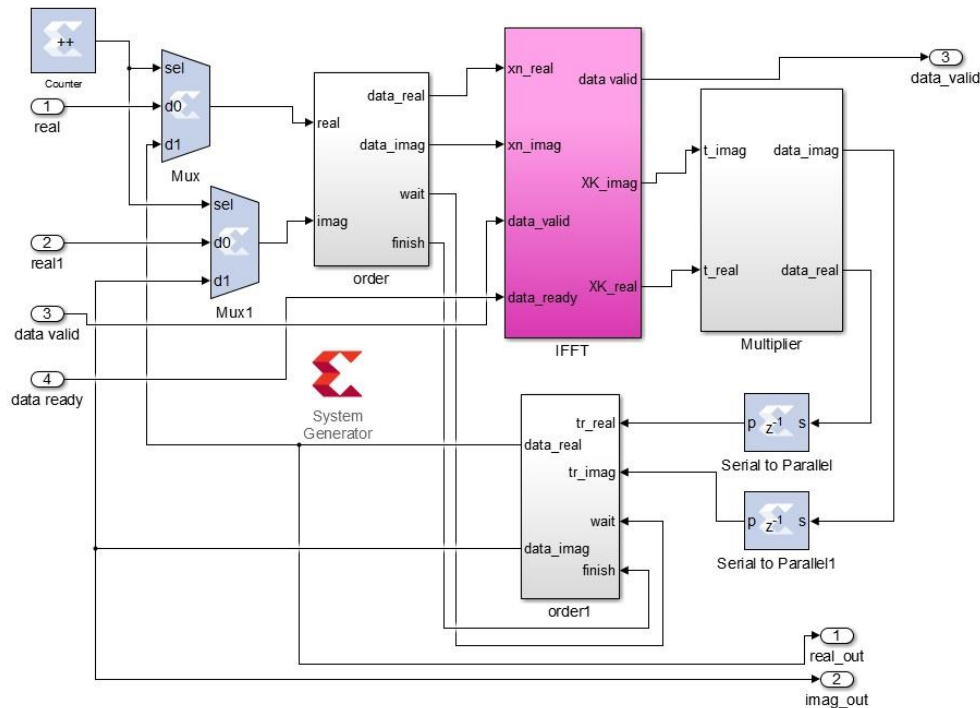 ++
Counter
1
real
sel
d0
d1
Mux
2
real1
sel
d0
d1
Mux1
3
data valid
4
data ready
real
imag
data_real
data_imag
wait
finish
order
xn_real
xn_imag
data_valid
data_ready
data valid
XK_imag
XK_real
IFFT
t_imag
t_real
data_imag
data_real
Multiplier
3
data_valid
System
Generator
data_real
data_imag
tr_real
tr_imag
wait
finish
order1
p
z-1
s
Serial to Parallel
p
z-1
s
Serial to Parallel1
1
real_out
2
imag_out